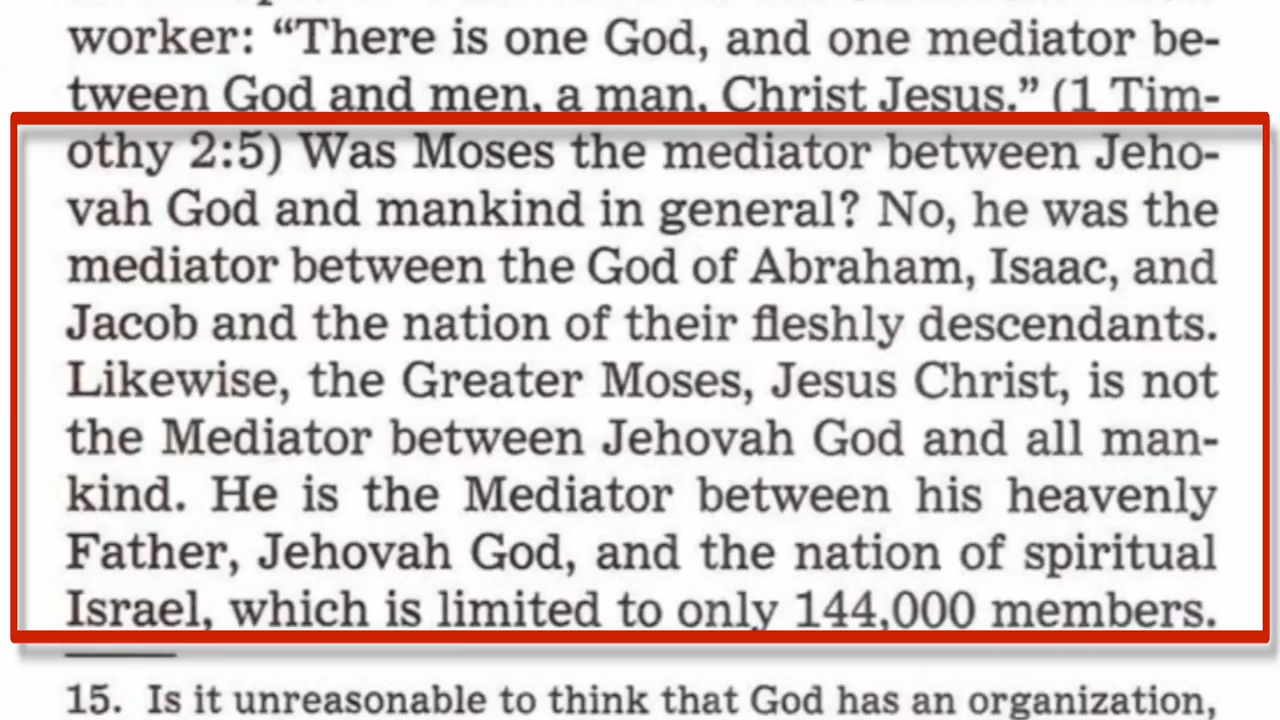 worker: “There is one God, and one mediator be-
tween God and men, a man, Christ Jesus.” (1 Tim-
othy 2:5) Was Moses the mediator between Jeho-
vah God and mankind in general? No, he was the
mediator between the God of Abraham, Isaac, and
Jacob and the nation of their fleshly descendants.
Likewise, the Greater Moses, Jesus Christ, is not
the Mediator between Jehovah God and all man-
kind. He is the Mediator between his heavenly
Father, Jehovah God, and the nation of spiritual
Israel, which is limited to only 144,000 members.
15. Is it unreasonable to think that God has an organization,